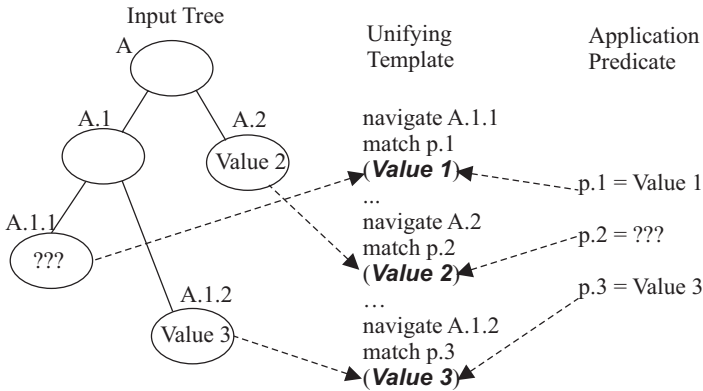 Input Tree
A
A.1
A.2
Value 2
A.1.1
???
A.1.2
Value 3
Unifying
Template
navigate A.1.1
match p.1
(Value 1)
...
navigate A.2
match p.2
(Value 2)
...
navigate A.1.2
match p.3
(Value 3)
Application
Predicate
p.1 = Value 1
p.2 = ???
p.3 = Value 3